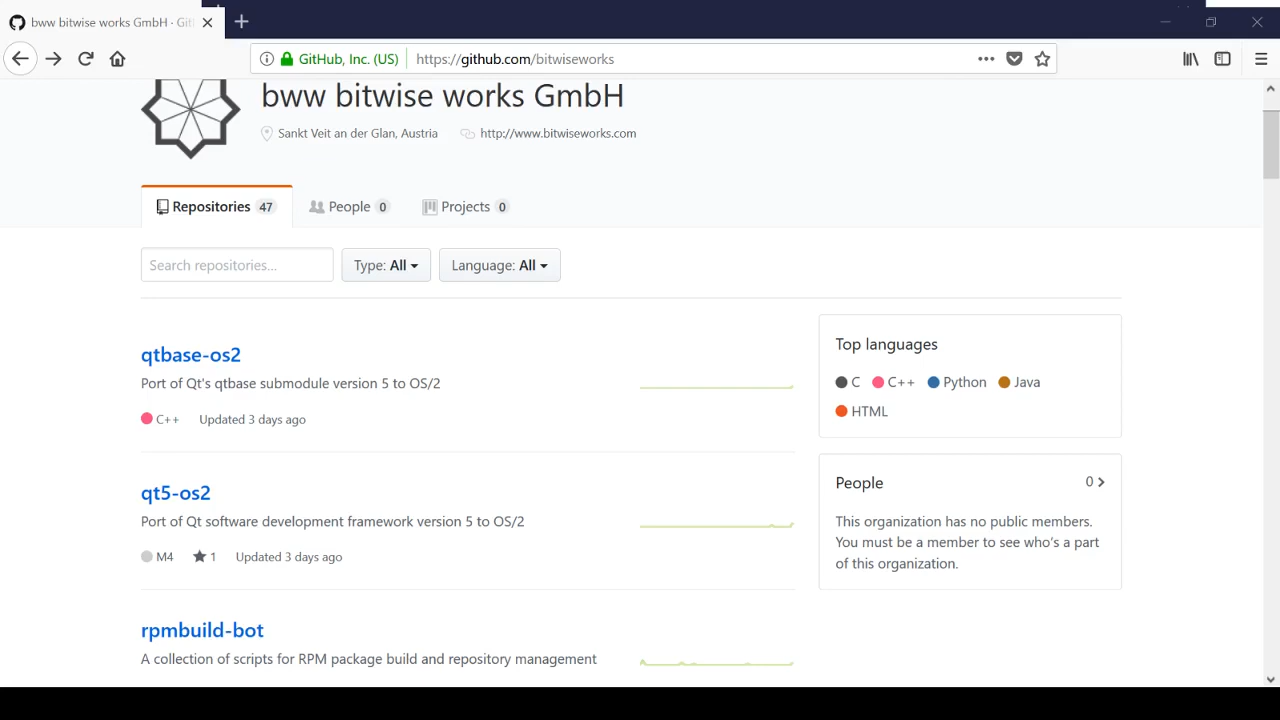 bww bitwise works GmbH · Git
GitHub, Inc. (US) https://github.com/bitwiseworks
bww bitwise works GmbH
Sankt Veit an der Glan, Austria http://www.bitwiseworks.com
Repositories 47 People 0 Projects 0
Search repositories... Type: All Language: All
qtbase-os2
Port of Qt's qtbase submodule version 5 to OS/2
C++ Updated 3 days ago
qt5-os2
Port of Qt software development framework version 5 to OS/2
M4 1 Updated 3 days ago
rpmbuild-bot
A collection of scripts for RPM package build and repository management
Top languages
C C++ Python Java
HTML
People 0
This organization has no public members.
You must be a member to see who's a part
of this organization.